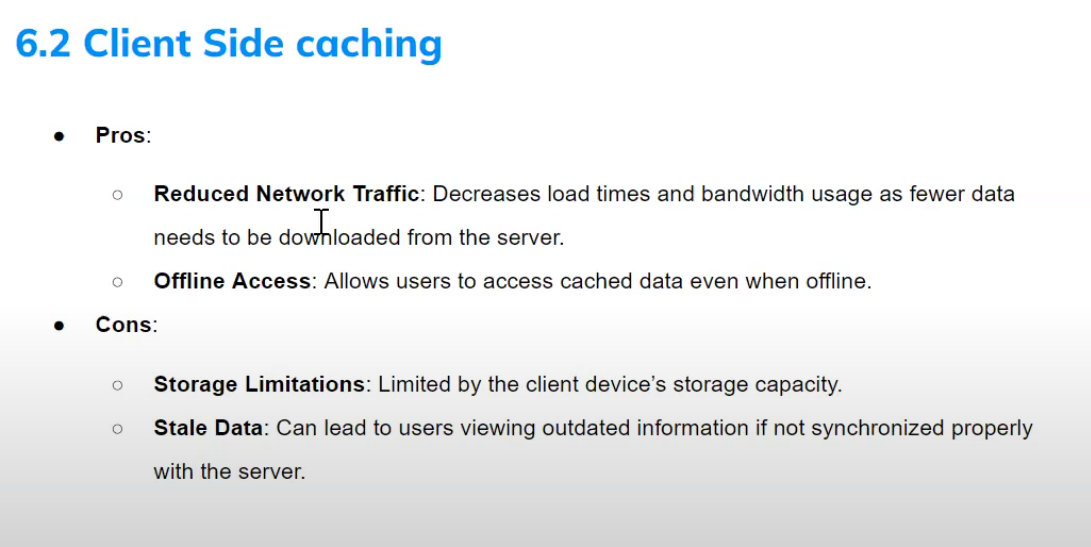 6.2 Client Side caching
● Pros:
○ Reduced Network Traffic: Decreases load times and bandwidth usage as fewer data
needs to be downloaded from the server.
○ Offline Access: Allows users to access cached data even when offline.
● Cons:
○ Storage Limitations: Limited by the client device’s storage capacity.
○ Stale Data: Can lead to users viewing outdated information if not synchronized properly
with the server.